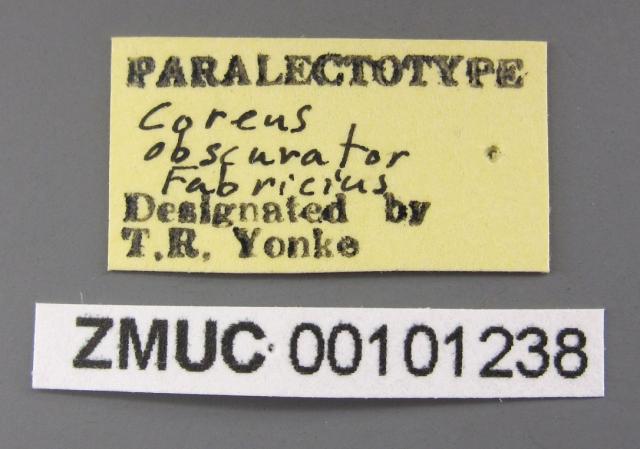 PARALECTOTYPE
Coreus
obscurator
Fabricius
Designated by
T.R. Yonke
ZMUC 00101238